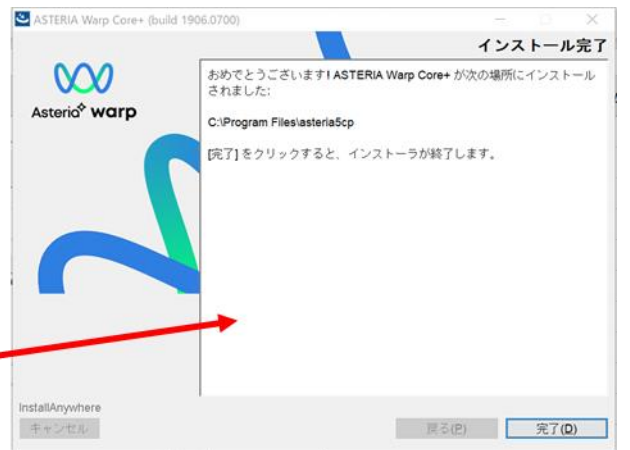 ASTERIA Warp Core+ (build 1906.0700)
インストール完了
Asteria warp
おめでとうございます! ASTERIA Warp Core+ が次の場所にインストール
されました:
C:\Program Files\asteria5cp
[完了] をクリックすると、インストーラが終了します。
InstallAnywhere
キャンセル
戻る(P)
完了(D)